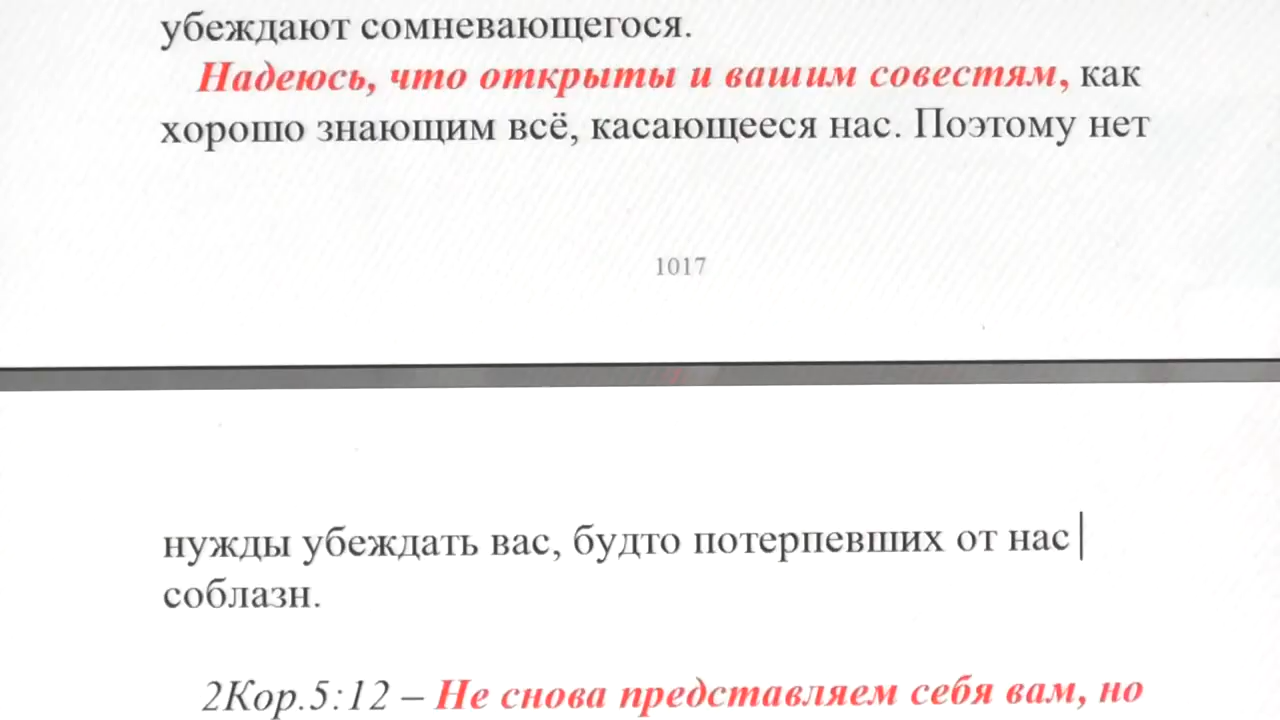 убеждают сомневающегося.
Надеюсь, что открыты и вашим совестям, как
хорошо знающим всё, касающееся нас. Поэтому нет
1017
нужды убеждать вас, будто потерпевших от нас
соблазн.
2Кор.5:12 – Не снова представляем себя вам, но